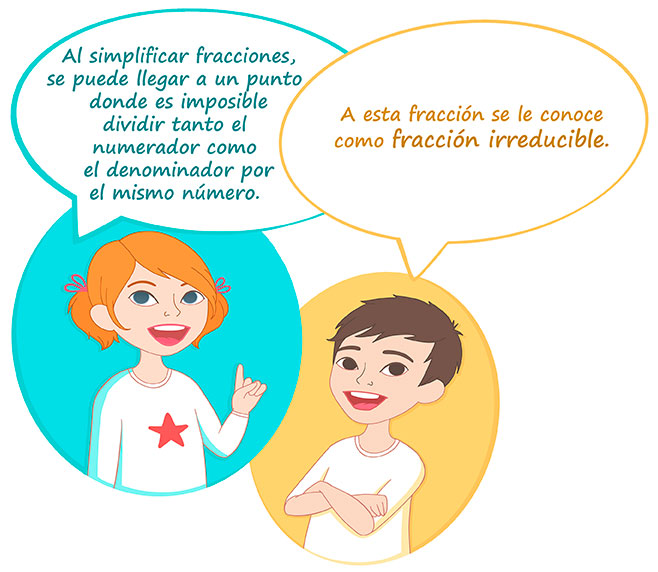 Al simplificar fracciones,
se puede llegar a un punto
donde es imposible
dividir tanto el
numerador como
el denominador por
el mismo número.
A esta fracción se le conoce
como fracción irreducible.